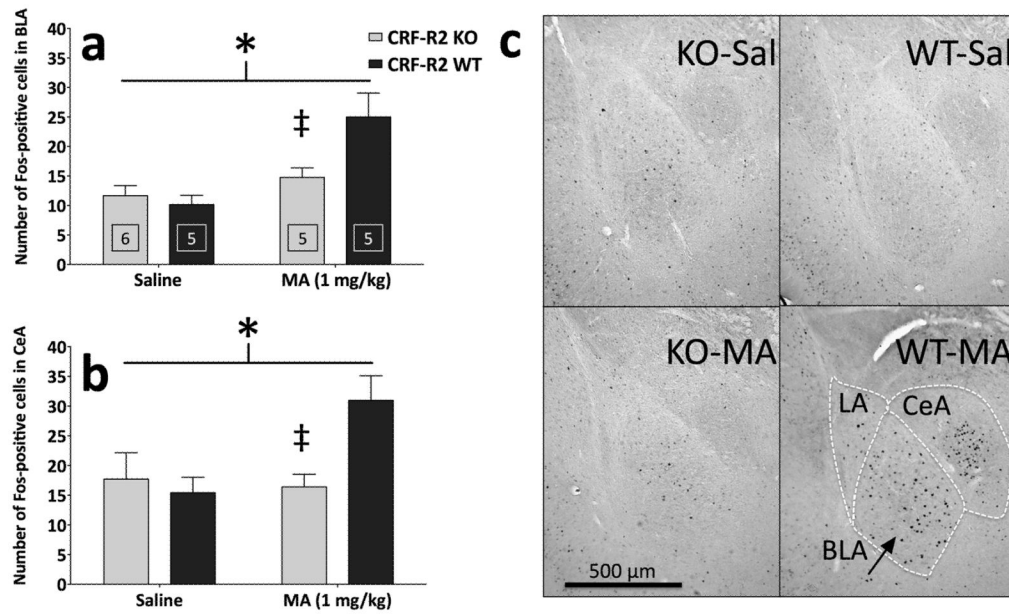 a
Number of Fos-positive cells in BLA
40
35
30
25
20
15
10
5
0
*
CRF-R2 KO
CRF-R2 WT
‡
6
5
5
5
Saline
MA (1 mg/kg)
b
Number of Fos-positive cells in CeA
40
35
30
25
20
15
10
5
0
*
‡
Saline
MA (1 mg/kg)
c
KO-Sal
WT-Sal
KO-MA
WT-MA
LA
CeA
BLA
500 µm